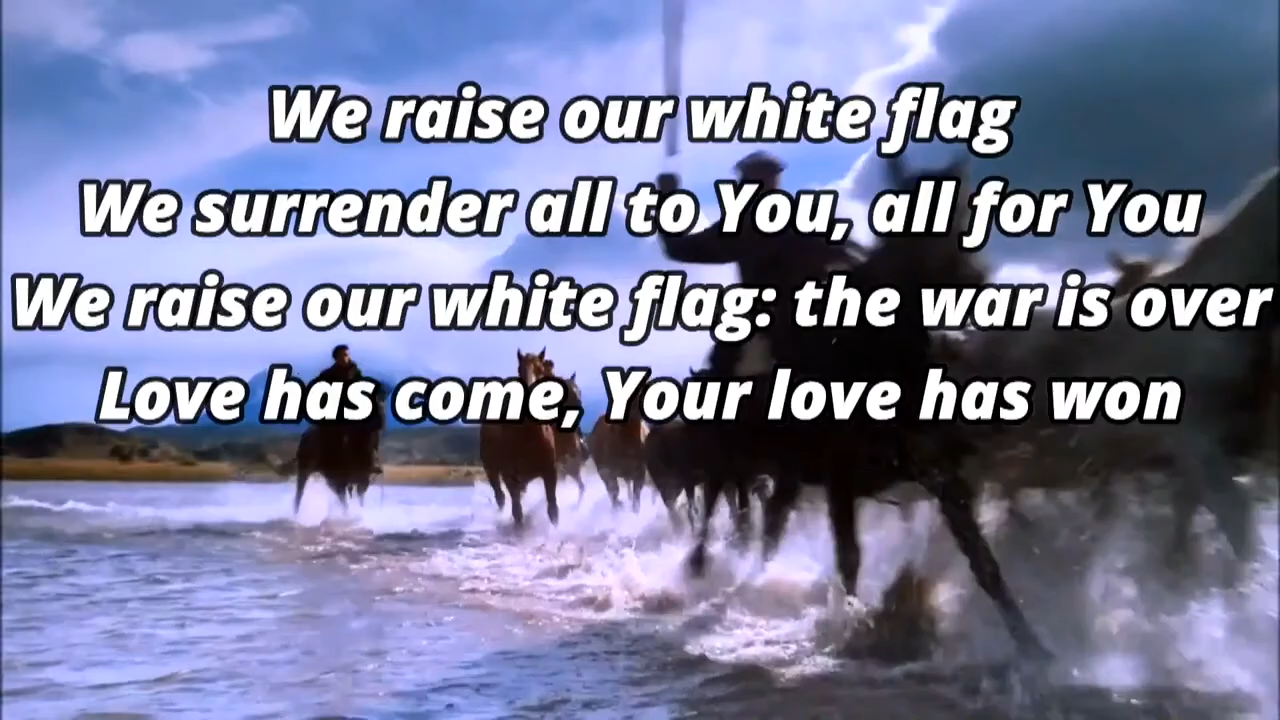 We raise our white flag
We surrender all to You, all for You
We raise our white flag: the war is over
Love has come, Your love has won